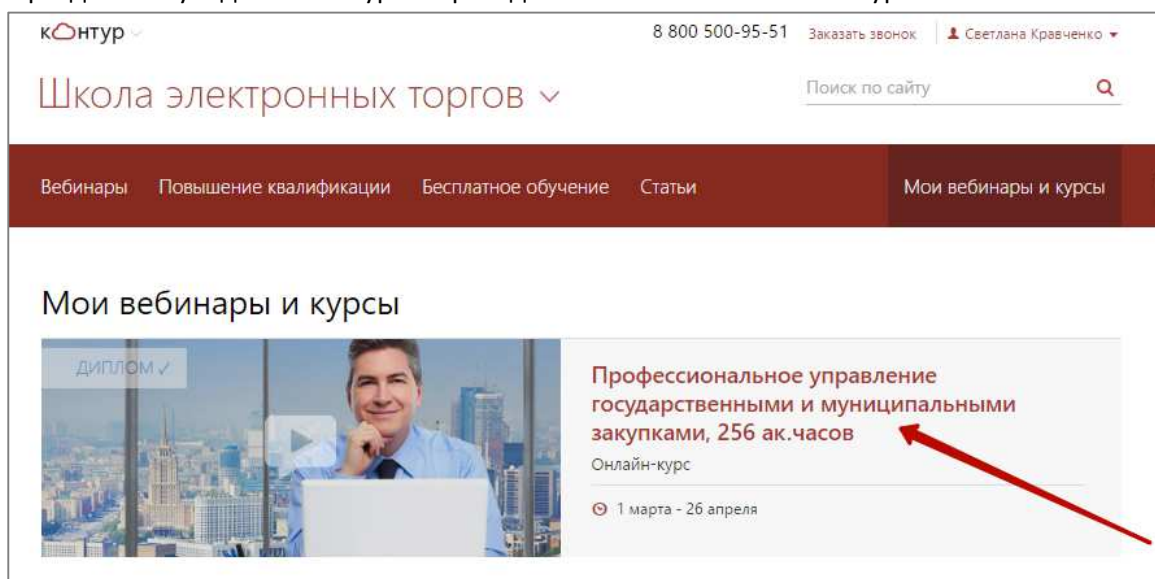 кОнтур
8 800 500-95-51 Заказать звонок Светлана Кравченко
Школа электронных торгов
Поиск по сайту
Вебинары Повышение квалификации Бесплатное обучение Статьи Мои вебинары и курсы
Мои вебинары и курсы
ДИПЛОМ ✓
Профессиональное управление
государственными и муниципальными
закупками, 256 ак.часов
Онлайн-курс
1 марта - 26 апреля